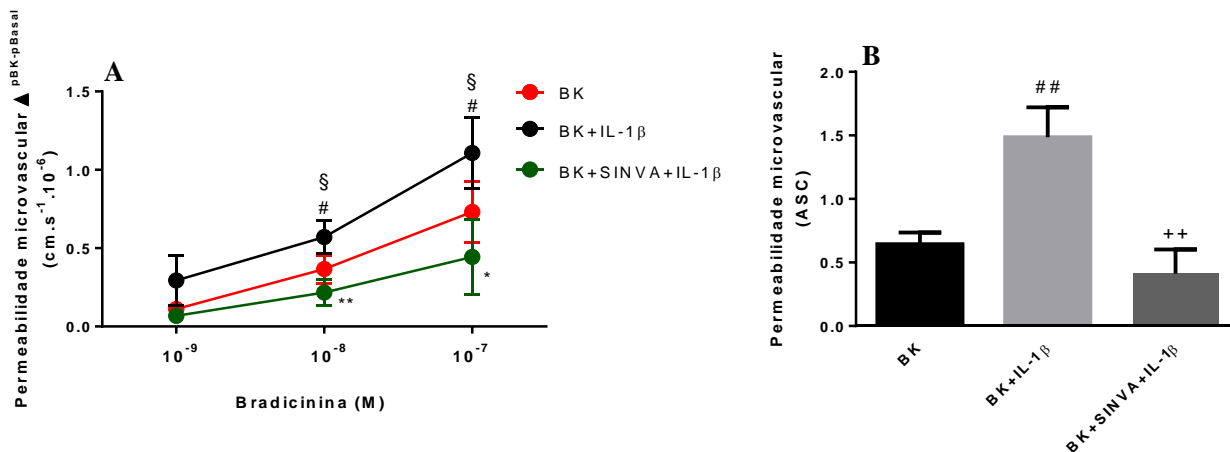 A
Permeabilidade microvascular ▲ pBK-pBasal
(cm.s-1.10-6)
1.5
1.0
0.5
0.0
§
#
§
#
**
*
10-9
10-8
10-7
Bradicinina (M)
BK
BK+IL-1β
BK+SINVA+IL-1β
B
Permeabilidade microvascular
(ASC)
2.0
1.5
1.0
0.5
0.0
##
++
BK
BK+IL-1β
BK+SINVA+IL-1β